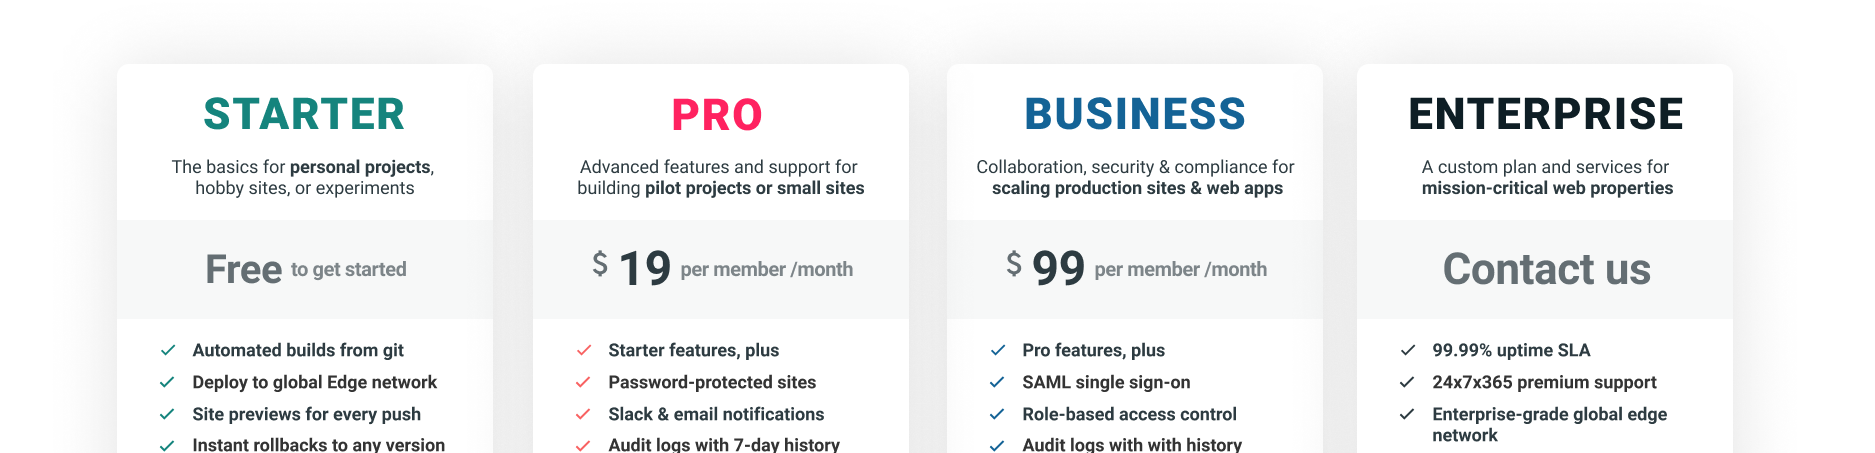 STARTER
The basics for personal projects,
hobby sites, or experiments
Free to get started
Automated builds from git
Deploy to global Edge network
Site previews for every push
Instant rollbacks to any version
PRO
Advanced features and support for
building pilot projects or small sites
$ 19 per member /month
Starter features, plus
Password-protected sites
Slack & email notifications
Audit logs with 7-day history
BUSINESS
Collaboration, security & compliance for
scaling production sites & web apps
$ 99 per member /month
Pro features, plus
SAML single sign-on
Role-based access control
Audit logs with with history
ENTERPRISE
A custom plan and services for
mission-critical web properties
Contact us
99.99% uptime SLA
24x7x365 premium support
Enterprise-grade global edge
network